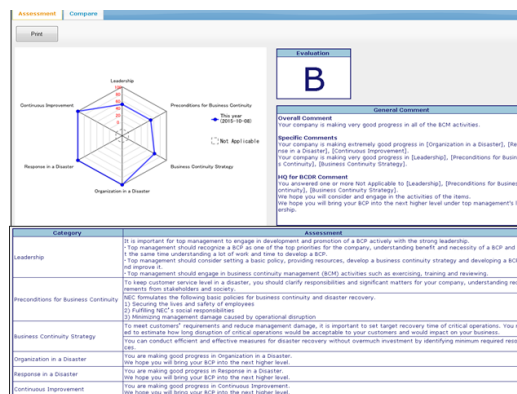 Assessment Compare
Print
Leadership
100
80
60
40
20
0
Continuous Improvement
Preconditions for Business Continuity
This year
(2015-10-08)
Not Applicable
Response in a Disaster
Business Continuity Strategy
Organization in a Disaster
Evaluation
B
General Comment
Overall Comment
Your company is making very good progress in all of the BCM activities.
Specific Comments
Your company is making extremely good progress in [Organization in a Disaster], [Re
nse in a Disaster], [Continuous Improvement].
Your company is making very good progress in [Leadership], [Preconditions for Busin
s Continuity], [Business Continuity Strategy].
HQ for BCDR Comment
You answered one or more Not Applicable to [Leadership], [Preconditions for Busines
ontinuity], [Business Continuity Strategy].
We hope you will consider and engage in the activities of the items.
We hope you will bring your BCP into the next higher level under top management's l
ership.
Category Assessment
Leadership
It is important for top management to engage in development and promotion of a BCP actively with the strong leadership.
- Top management should recognize a BCP as one of the top priorities for the company, understanding benefit and necessity of a BCP and
t the same time understanding a lot of work and time to develop a BCP.
- Top management should consider setting a basic policy, providing resources, develop a business continuity strategy and developing a BCP
nd improve it.
- Top management should engage in business continuity management (BCM) activities such as exercising, training and reviewing.
Preconditions for Business Continuity
To keep customer service level in a disaster, you should clarify responsibilities and significant matters for your company, understanding rec
rements from stakeholders and society.
NEC formulates the following basic policies for business continuity and disaster recovery.
1) Securing the lives and safety of employees
2) Fulfilling NEC's social responsibilities
3) Minimizing management damage caused by operational disruption
Business Continuity Strategy
To meet customers' requirements and reduce management damage, it is important to set target recovery time of critical operations. You n
ed to estimate how long disruption of critical operations would be acceptable to your customers and would impact on your business.
You can conduct efficient and effective measures for disaster recovery without overmuch investment by identifying minimum required reso
ces.
Organization in a Disaster
You are making good progress in Organization in a Disaster.
We hope you will bring your BCP into the next higher level.
Response in a Disaster
You are making good progress in Response in a Disaster.
We hope you will bring your BCP into the next higher level.
Continuous Improvement
You are making good progress in Continuous Improvement.
We hope you will bring your BCP into the next higher level.